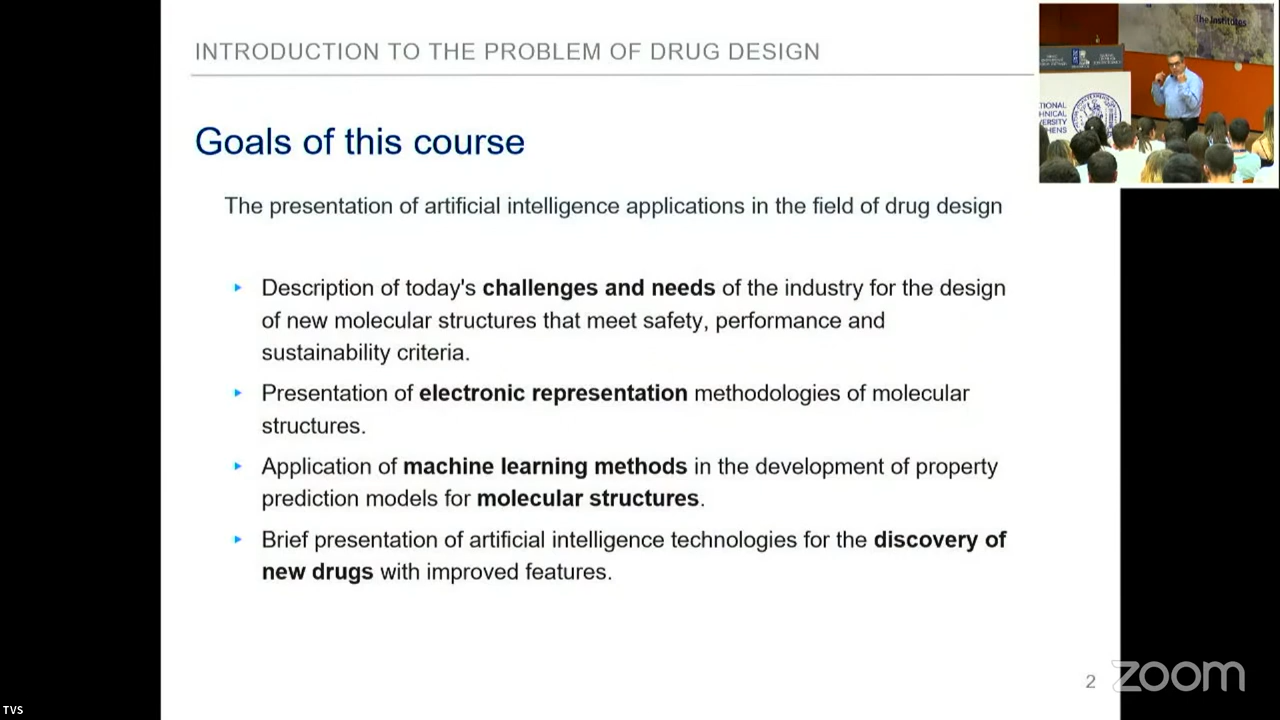 INTRODUCTION TO THE PROBLEM OF DRUG DESIGN
The Institutes
Goals of this course
The presentation of artificial intelligence applications in the field of drug design
‣ Description of today's challenges and needs of the industry for the design
of new molecular structures that meet safety, performance and
sustainability criteria.
‣ Presentation of electronic representation methodologies of molecular
structures.
‣ Application of machine learning methods in the development of property
prediction models for molecular structures.
‣ Brief presentation of artificial intelligence technologies for the discovery of
new drugs with improved features.
2
zoom
TVS